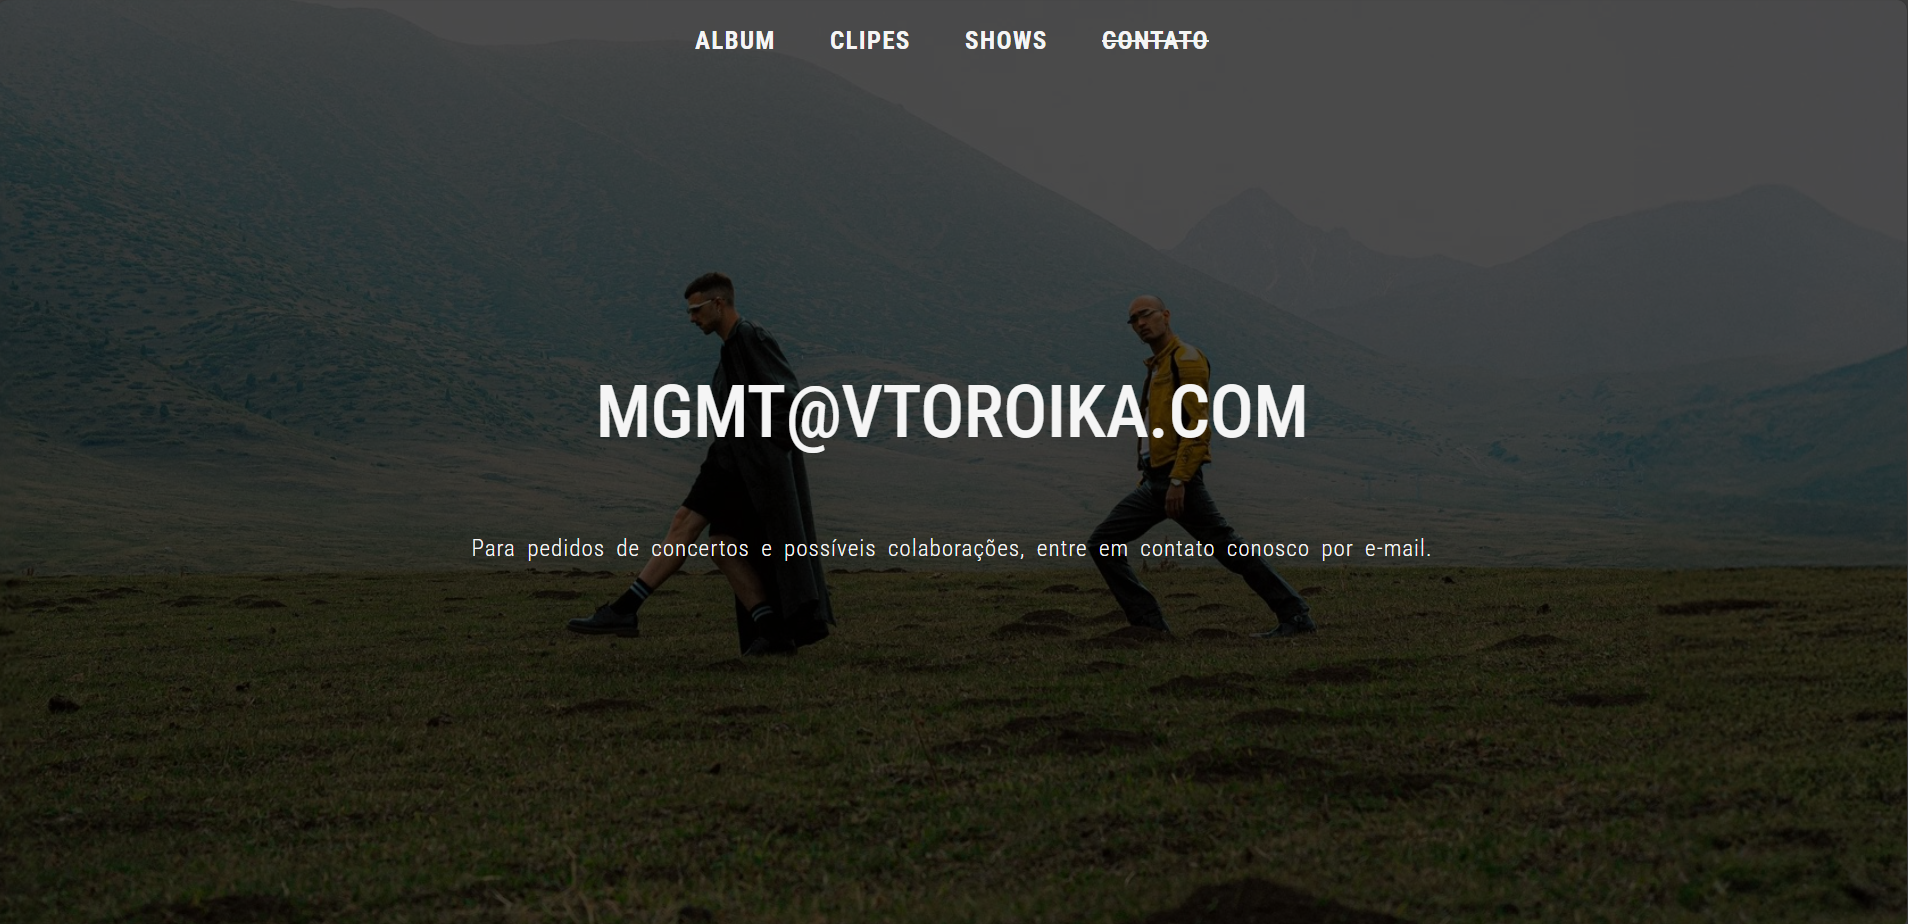 ALBUM CLIPES SHOWS CONTATO
MGMT@VTOROIKA.COM
Para pedidos de concertos e possíveis colaborações, entre em contato conosco por e-mail.